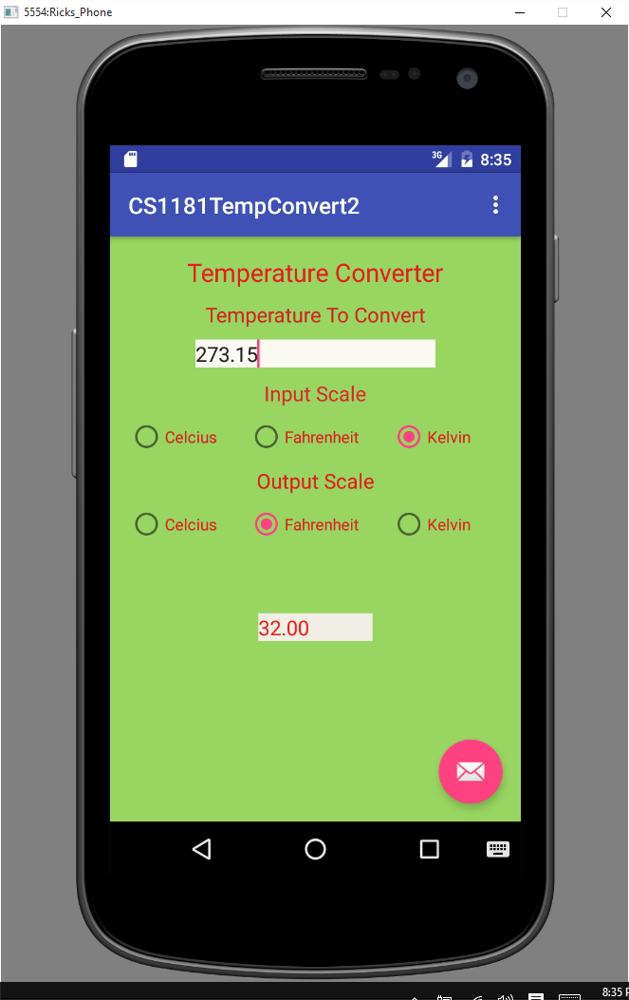 5554:Ricks_Phone
3G 8:35
CS1181TempConvert2
Temperature Converter
Temperature To Convert
273.15
Input Scale
Celcius Fahrenheit Kelvin
Output Scale
Celcius Fahrenheit Kelvin
32.00
8:35 P